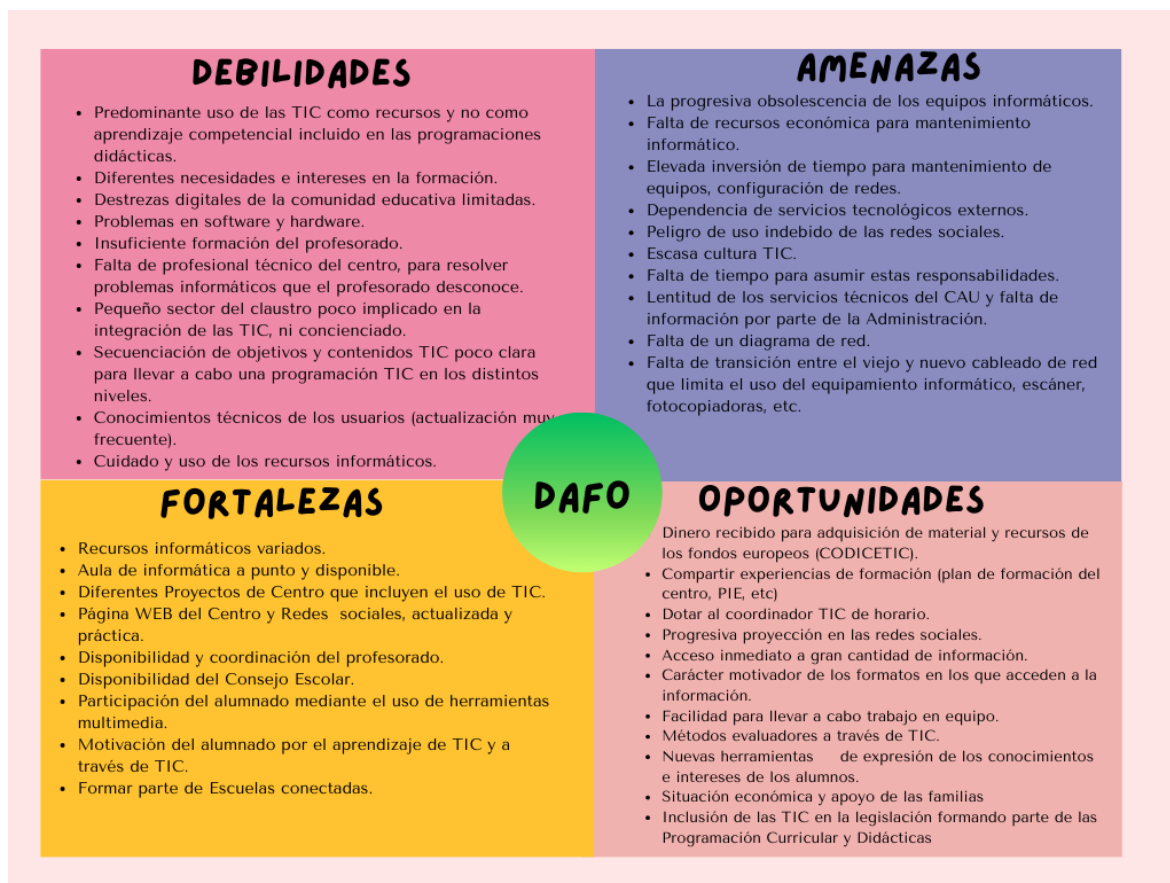 DEBILIDADES
• Predominante uso de las TIC como recursos y no como
aprendizaje competencial incluido en las programaciones
didácticas.
• Diferentes necesidades e intereses en la formación.
• Destrezas digitales de la comunidad educativa limitadas.
• Problemas en software y hardware.
• Insuficiente formación del profesorado.
• Falta de profesional técnico del centro, para resolver
problemas informáticos que el profesorado desconoce.
• Pequeño sector del claustro poco implicado en la
integración de las TIC, ni concienciado.
• Secuenciación de objetivos y contenidos TIC poco clara
para llevar a cabo una programación TIC en los distintos
niveles.
• Conocimientos técnicos de los usuarios (actualización muy
frecuente).
• Cuidado y uso de los recursos informáticos.
AMENAZAS
• La progresiva obsolescencia de los equipos informáticos.
• Falta de recursos económica para mantenimiento
informático.
• Elevada inversión de tiempo para mantenimiento de
equipos, configuración de redes.
• Dependencia de servicios tecnológicos externos.
• Peligro de uso indebido de las redes sociales.
• Escasa cultura TIC.
• Falta de tiempo para asumir estas responsabilidades.
• Lentitud de los servicios técnicos del CAU y falta de
información por parte de la Administración.
• Falta de un diagrama de red.
• Falta de transición entre el viejo y nuevo cableado de red
que limita el uso del equipamiento informático, escáner,
fotocopiadoras, etc.
DAFO
FORTALEZAS
• Recursos informáticos variados.
• Aula de informática a punto y disponible.
• Diferentes Proyectos de Centro que incluyen el uso de TIC.
• Página WEB del Centro y Redes sociales, actualizada y
práctica.
• Disponibilidad y coordinación del profesorado.
• Disponibilidad del Consejo Escolar.
• Participación del alumnado mediante el uso de herramientas
multimedia.
• Motivación del alumnado por el aprendizaje de TIC y a
través de TIC.
• Formar parte de Escuelas conectadas.
OPORTUNIDADES
Dinero recibido para adquisición de material y recursos de
los fondos europeos (CODICETIC).
• Compartir experiencias de formación (plan de formación del
centro, PIE, etc)
• Dotar al coordinador TIC de horario.
• Progresiva proyección en las redes sociales.
• Acceso inmediato a gran cantidad de información.
• Carácter motivador de los formatos en los que acceden a la
información.
• Facilidad para llevar a cabo trabajo en equipo.
• Métodos evaluadores a través de TIC.
• Nuevas herramientas de expresión de los conocimientos
e intereses de los alumnos.
• Situación económica y apoyo de las familias
• Inclusión de las TIC en la legislación formando parte de las
Programación Curricular y Didácticas